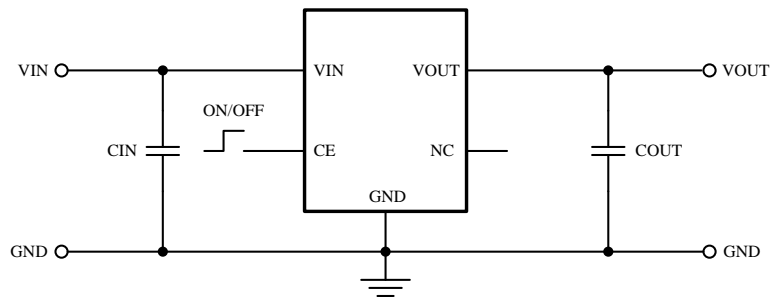 VIN
VIN
VOUT
VOUT
ON/OFF
CIN
CE
NC
COUT
GND
GND
GND